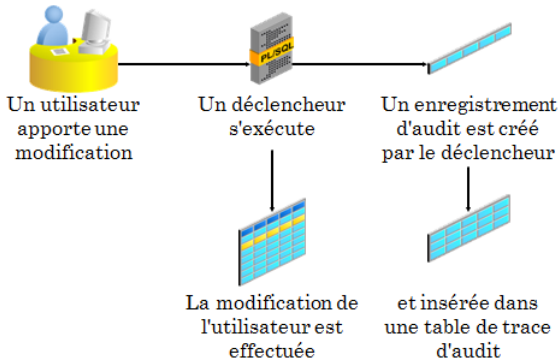 PL/SQL
Un utilisateur
apporte une
modification
Un déclencheur
s'exécute
Un enregistrement
d'audit est créé
par le déclencheur
La modification de
l'utilisateur est
effectuée
et insérée dans
une table de trace
d'audit